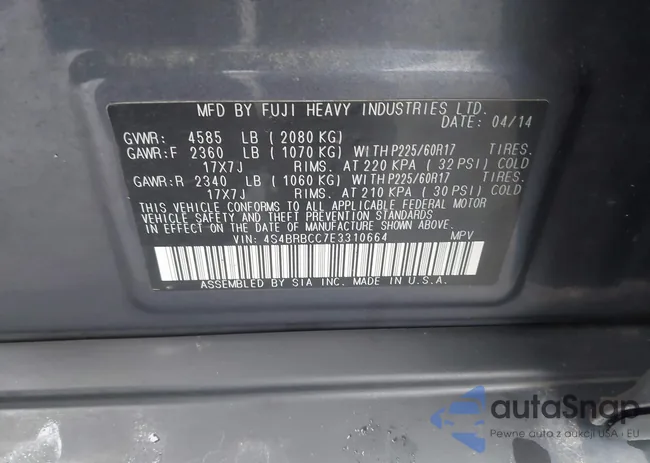 MFD BY FUJI HEAVY INDUSTRIES LTD.
DATE: 04/14
GVWR: 4585 LB ( 2080 KG)
GAWR:F 2360 LB ( 1070 KG) WITH P225/60R17 TIRES.
17X7J RIMS. AT 220 KPA ( 32 PSI) COLD
GAWR:R 2340 LB ( 1060 KG) WITH P225/60R17 TIRES.
17X7J RIMS. AT 210 KPA ( 30 PSI) COLD
THIS VEHICLE CONFORMS TO ALL APPLICABLE FEDERAL MOTOR
VEHICLE SAFETY AND THEFT PREVENTION STANDARDS
IN EFFECT ON THE DATE OF MANUFACTURE SHOWN ABOVE.
VIN: 4S4BRBCC7E3310664 MPV
ASSEMBLED BY SIA INC. MADE IN U.S.A.
autoSnap
Pewne auto z aukcji USA i EU